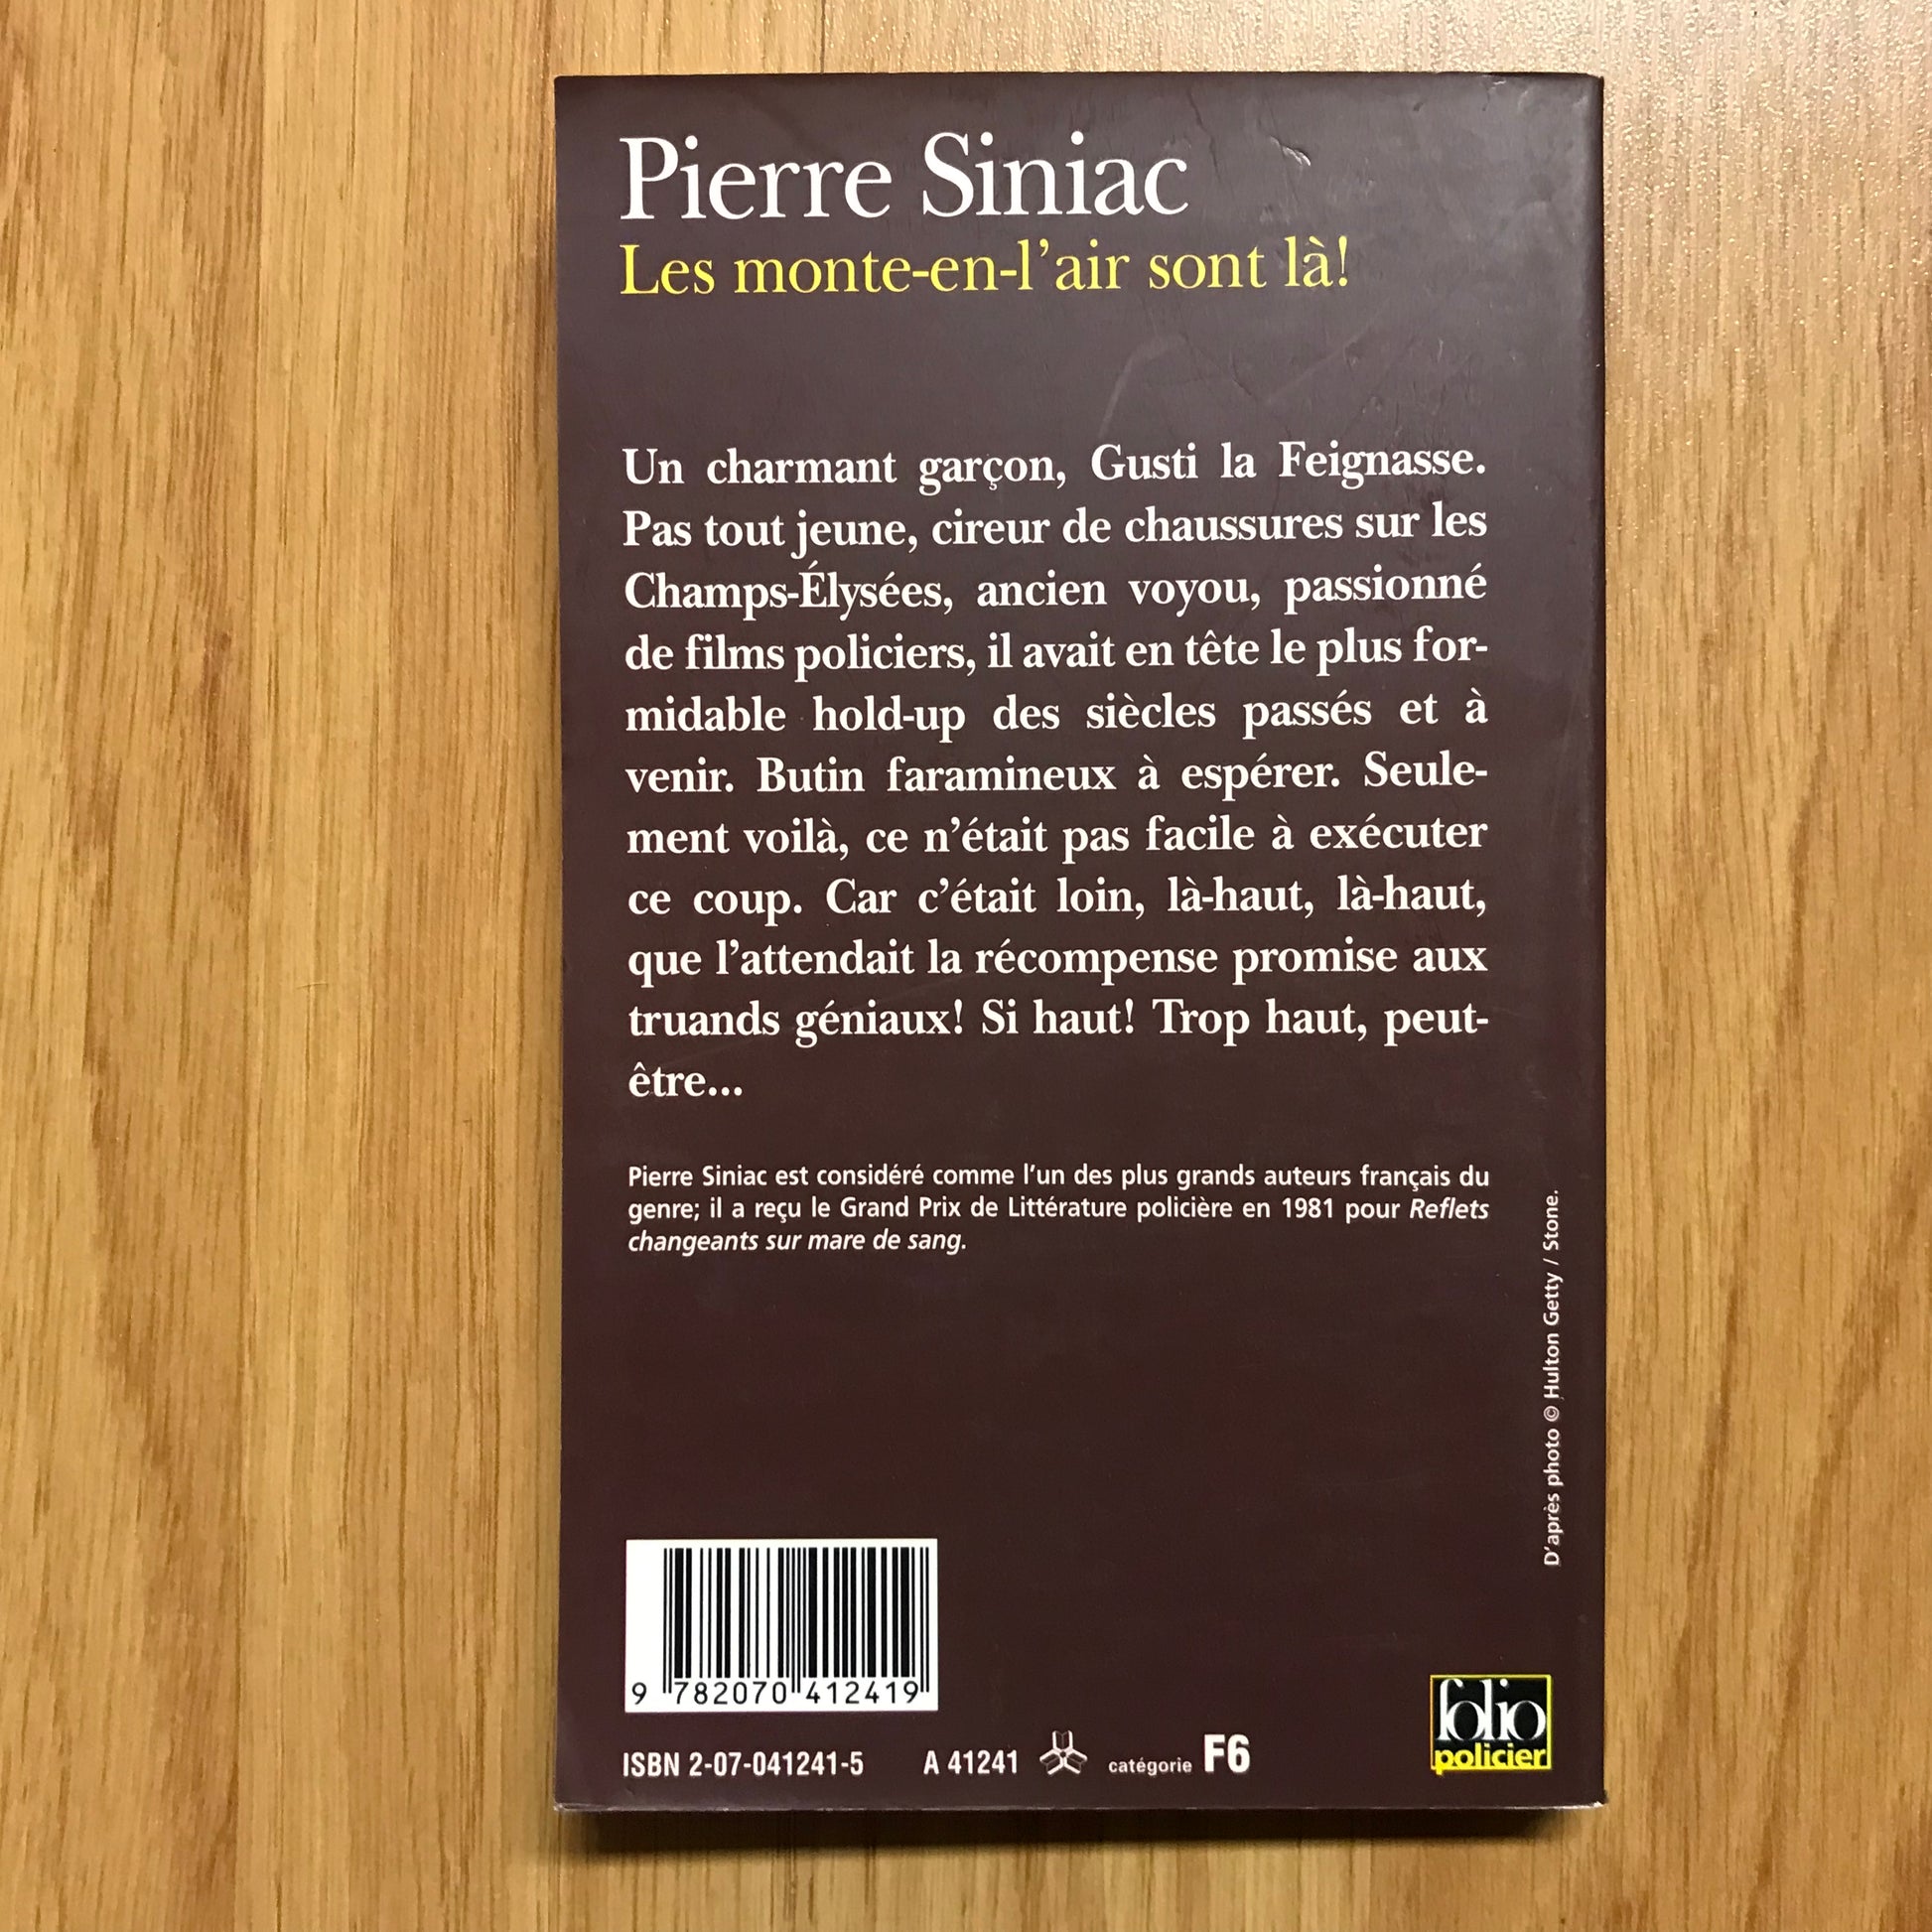 Pierre Siniac
Les monte-en-l’air sont là!
Un charmant garçon, Gusti la Feignasse.
Pas tout jeune, cireur de chaussures sur les
Champs-Élysées, ancien voyou, passionné
de films policiers, il avait en tête le plus for-
midable hold-up des siècles passés et à
venir. Butin faramineux à espérer. Seule-
ment voilà, ce n’était pas facile à exécuter
ce coup. Car c’était loin, là-haut, là-haut,
que l’attendait la récompense promise aux
truands géniaux! Si haut! Trop haut, peut-
être...
Pierre Siniac est considéré comme l’un des plus grands auteurs français du
genre; il a reçu le Grand Prix de Littérature policière en 1981 pour Reflets
changeants sur mare de sang.
D’après photo © Hulton Getty / Stone.
9 782070 412419
ISBN 2-07-041241-5 A 41241 catégorie F6
folio
policier